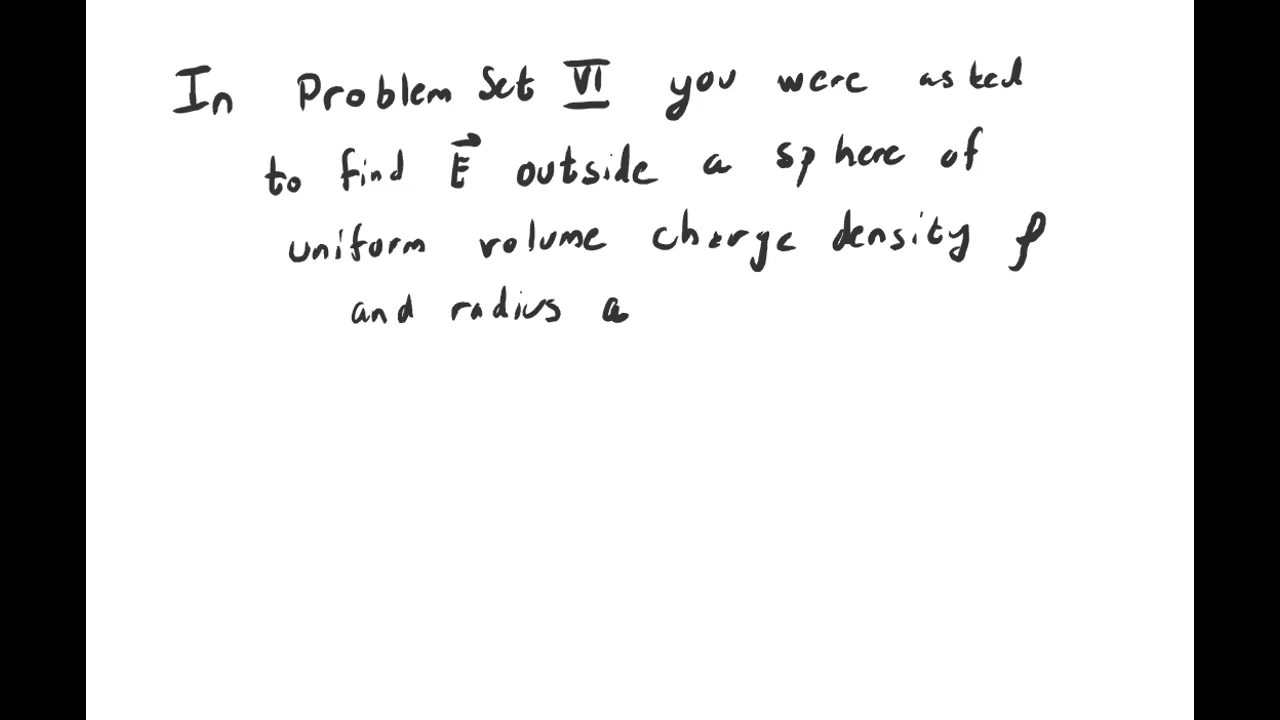 In Problem Set VI you were asked
to find E⃗ outside a sphere of
uniform volume charge density ρ
and radius a